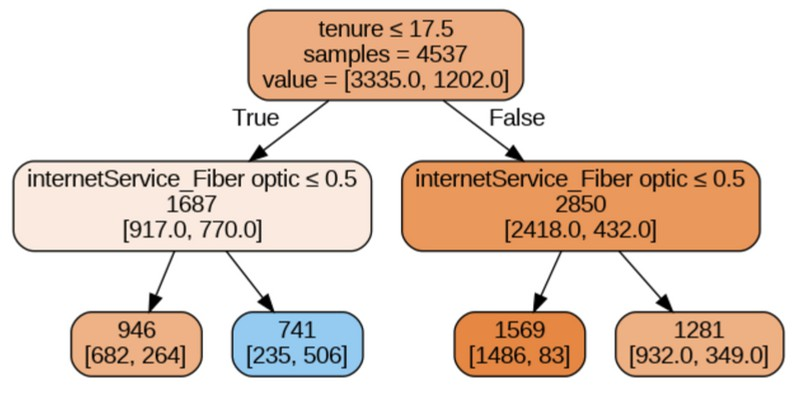 tenure ≤ 17.5
samples = 4537
value = [3335.0, 1202.0]
True
False
internetService_Fiber optic ≤ 0.5
1687
[917.0, 770.0]
internetService_Fiber optic ≤ 0.5
2850
[2418.0, 432.0]
946
[682, 264]
741
[235, 506]
1569
[1486, 83]
1281
[932.0, 349.0]